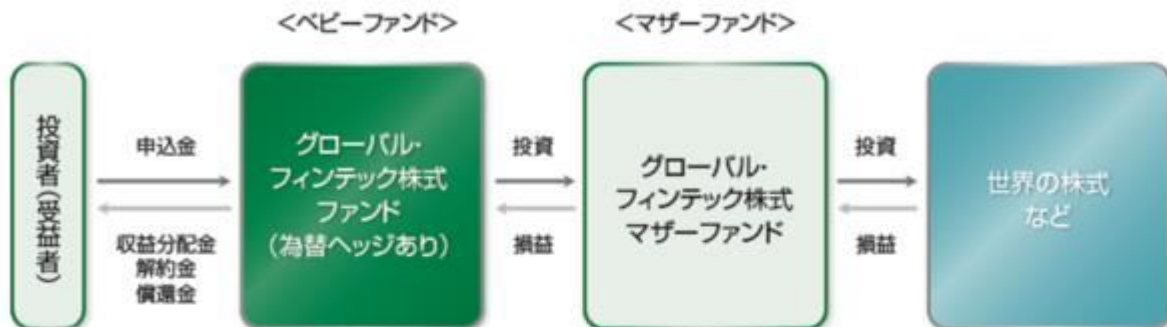 <ベビーファンド>
<マザーファンド>
投資者(受益者)
申込金
収益分配金
解約金
償還金
グローバル・
フィンテック株式
ファンド
(為替ヘッジあり)
投資
損益
グローバル・
フィンテック株式
マザーファンド
投資
損益
世界の株式
など